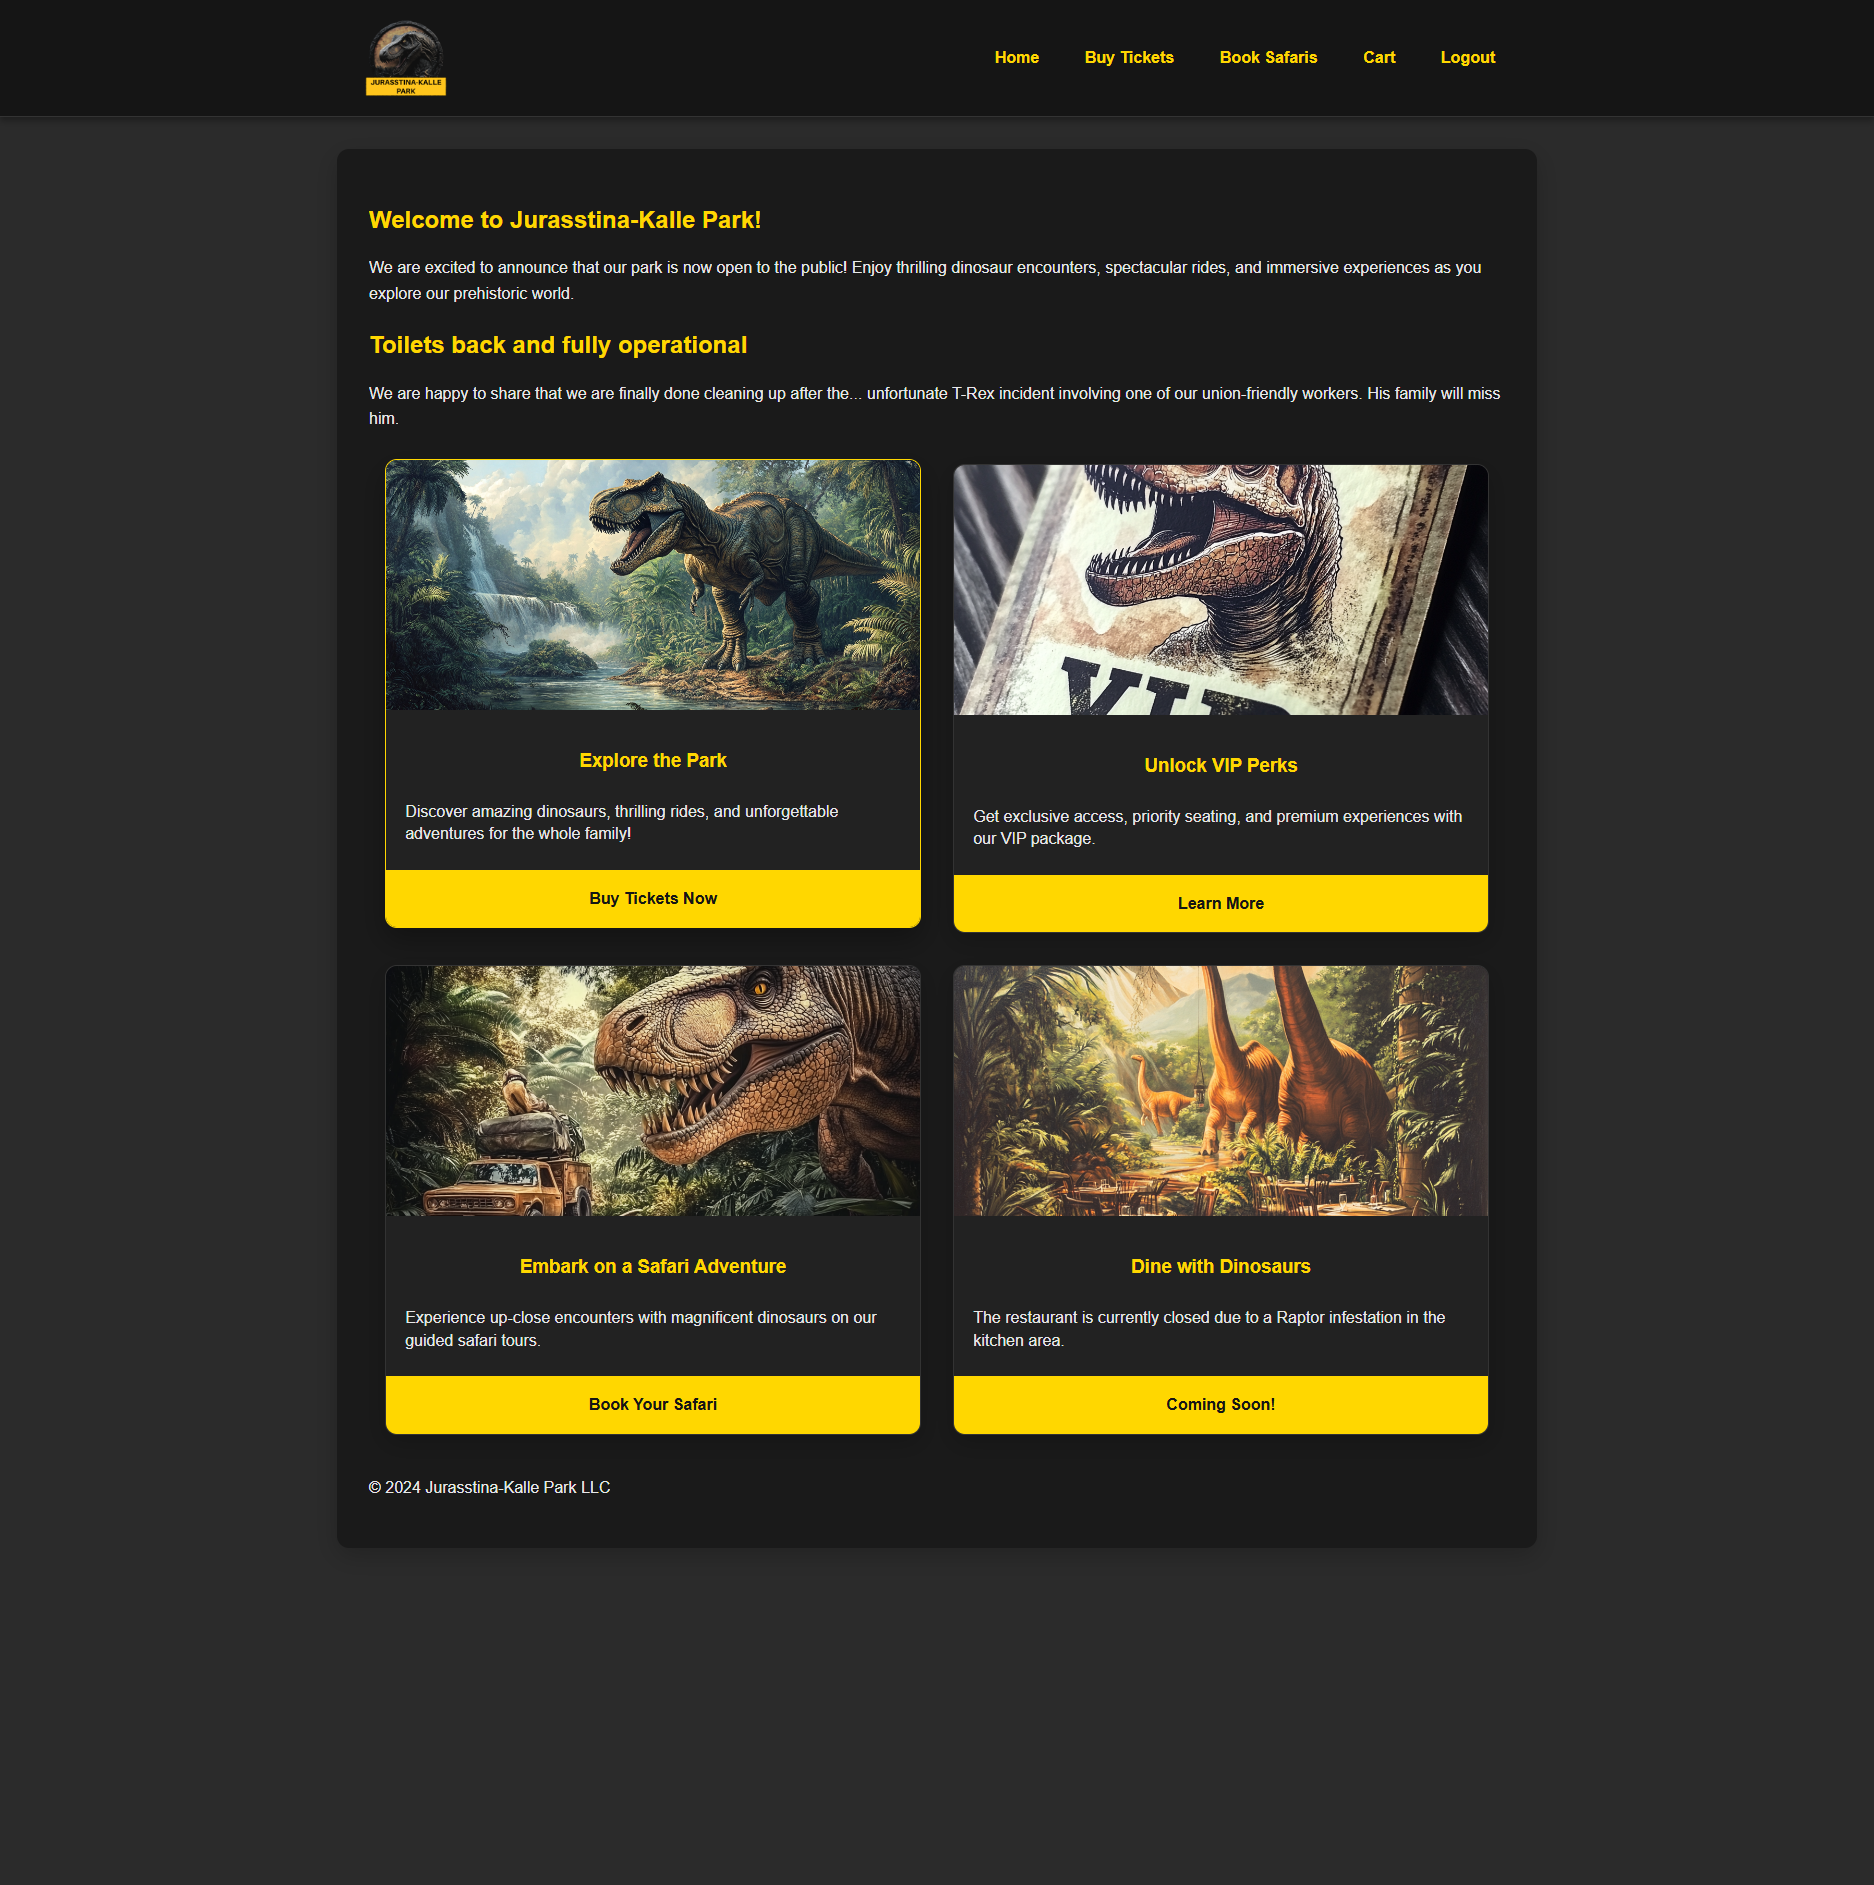 JURASSTINA-KALLE
PARK
Home Buy Tickets Book Safaris Cart Logout
Welcome to Jurasstina-Kalle Park!
We are excited to announce that our park is now open to the public! Enjoy thrilling dinosaur encounters, spectacular rides, and immersive experiences as you
explore our prehistoric world.
Toilets back and fully operational
We are happy to share that we are finally done cleaning up after the... unfortunate T-Rex incident involving one of our union-friendly workers. His family will miss
him.
VIP
Explore the Park
Discover amazing dinosaurs, thrilling rides, and unforgettable
adventures for the whole family!
Buy Tickets Now
Unlock VIP Perks
Get exclusive access, priority seating, and premium experiences with
our VIP package.
Learn More
Embark on a Safari Adventure
Experience up-close encounters with magnificent dinosaurs on our
guided safari tours.
Book Your Safari
Dine with Dinosaurs
The restaurant is currently closed due to a Raptor infestation in the
kitchen area.
Coming Soon!
© 2024 Jurasstina-Kalle Park LLC